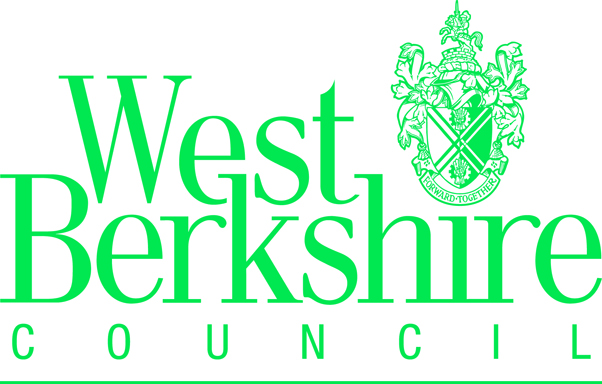 West
FORWARD·TOGETHER
Berkshire
COUNCIL